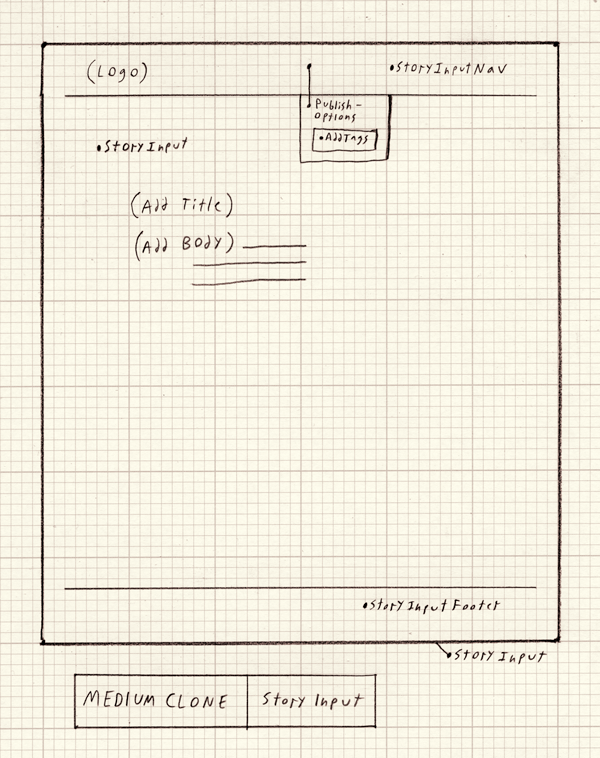 (Logo)
•StoryInputNav
•Publish-
Options
•AddTags
•StoryInput
(Add Title)
(Add BODY)
•StoryInputFooter
•StoryInput
MEDIUM CLONE
Story Input